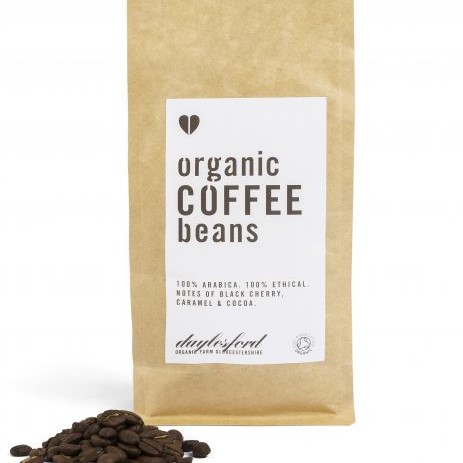 organic
COFFEE
beans
100% ARABICA. 100% ETHICAL.
NOTES OF BLACK CHERRY,
CARAMEL & COCOA.
daylesford
ORGANIC FARM GLOUCESTERSHIRE